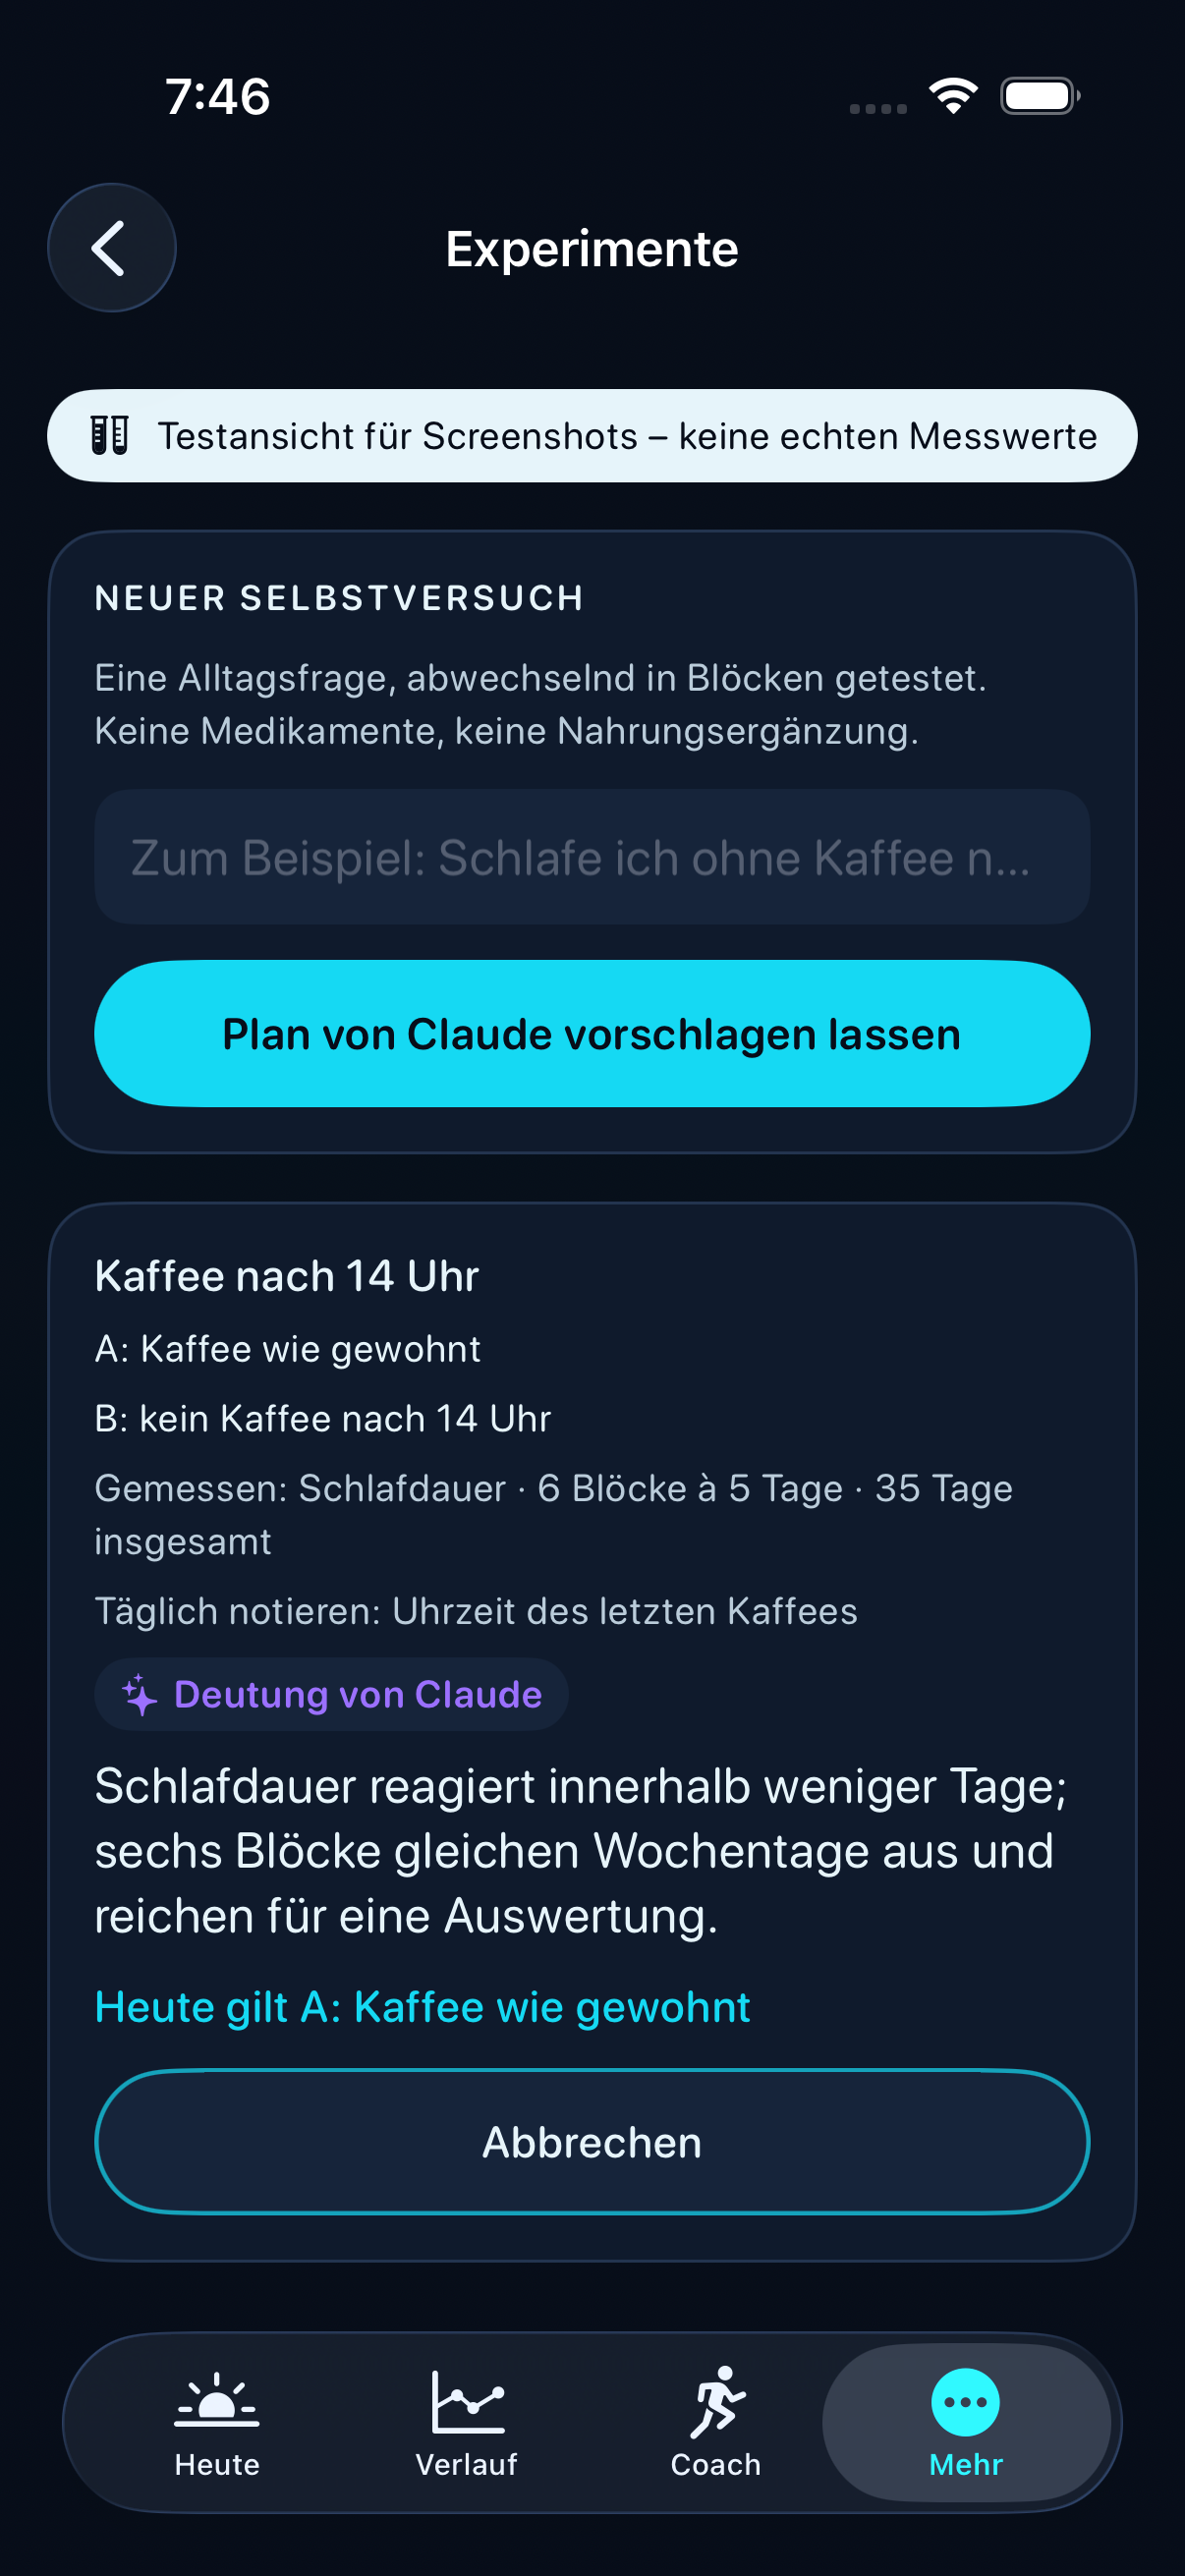 7:46
Experimente
Testansicht für Screenshots – keine echten Messwerte
NEUER SELBSTVERSUCH
Eine Alltagsfrage, abwechselnd in Blöcken getestet.
Keine Medikamente, keine Nahrungsergänzung.
Zum Beispiel: Schlafe ich ohne Kaffee n...
Plan von Claude vorschlagen lassen
Kaffee nach 14 Uhr
A: Kaffee wie gewohnt
B: kein Kaffee nach 14 Uhr
Gemessen: Schlafdauer · 6 Blöcke à 5 Tage · 35 Tage
insgesamt
Täglich notieren: Uhrzeit des letzten Kaffees
Deutung von Claude
Schlafdauer reagiert innerhalb weniger Tage;
sechs Blöcke gleichen Wochentage aus und
reichen für eine Auswertung.
Heute gilt A: Kaffee wie gewohnt
Abbrechen
Heute
Verlauf
Coach
Mehr